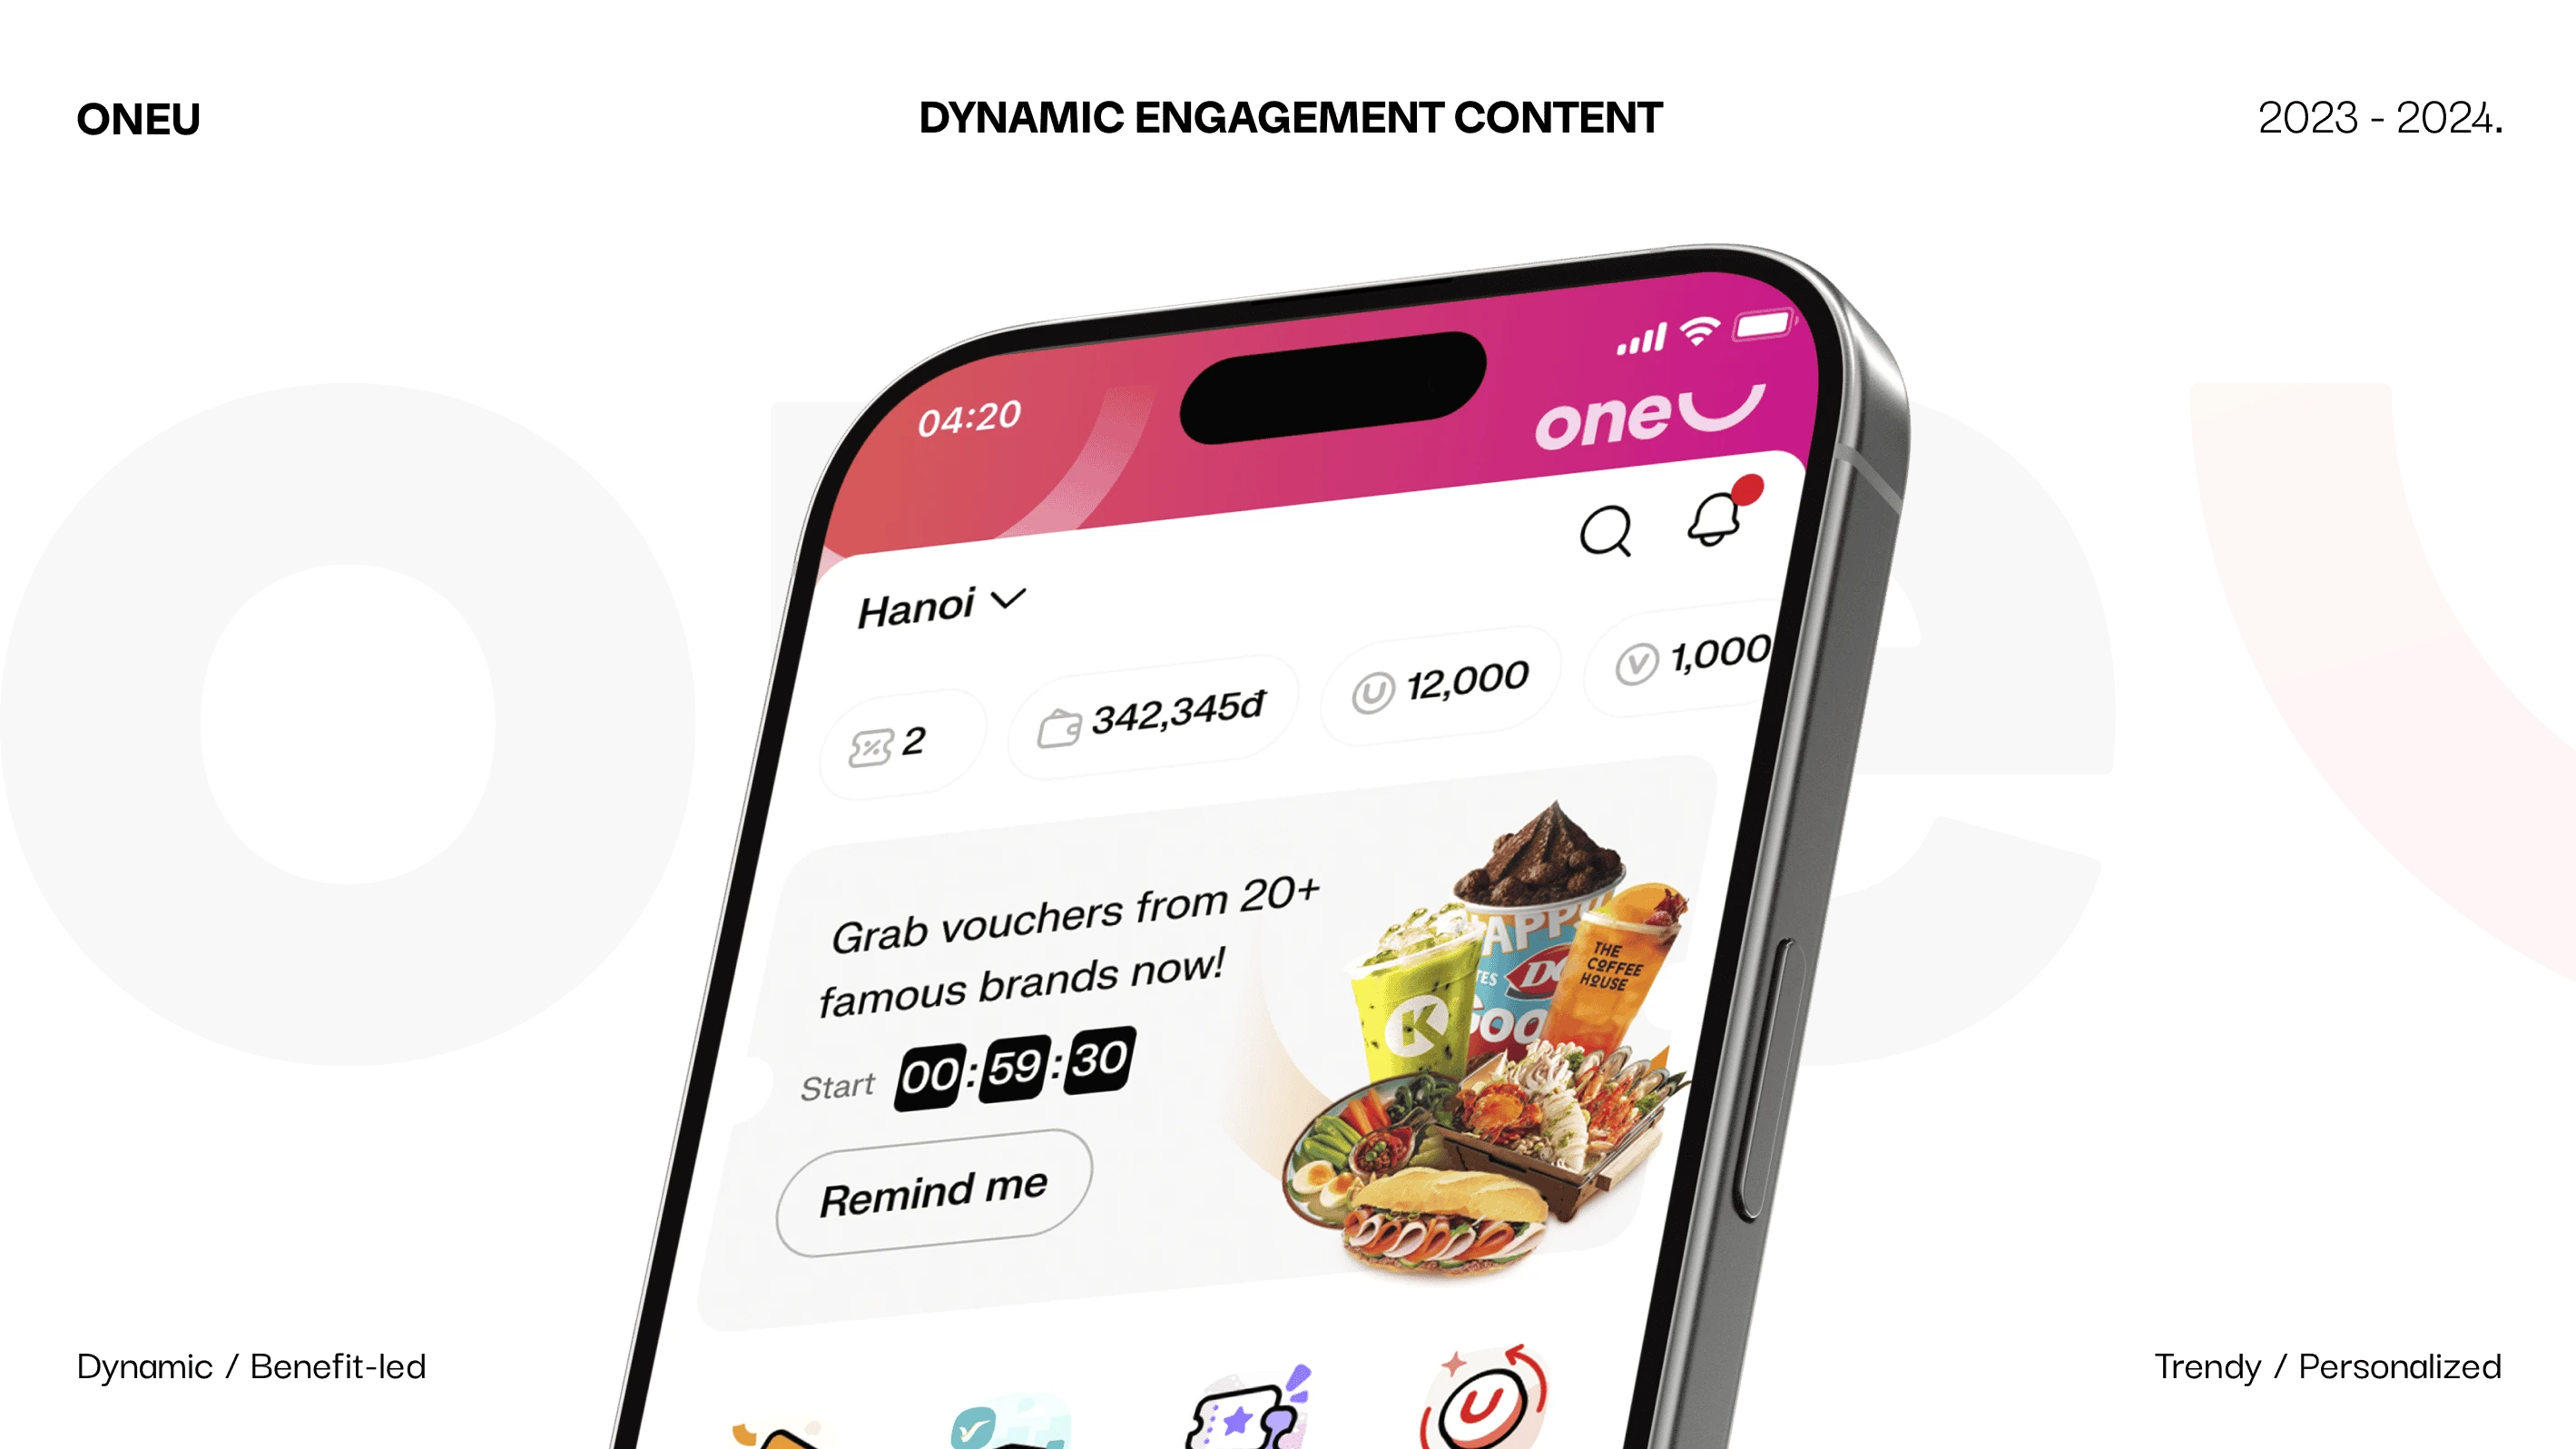 ONEU
DYNAMIC ENGAGEMENT CONTENT
2023 - 2024.
04:20
oneU
Hanoi
2
342,345đ
12,000
1,000
Grab vouchers from 20+
famous brands now!
Start 00:59:30
Remind me
THE
COFFEE
HOUSE
K
U
Dynamic / Benefit-led
Trendy / Personalized